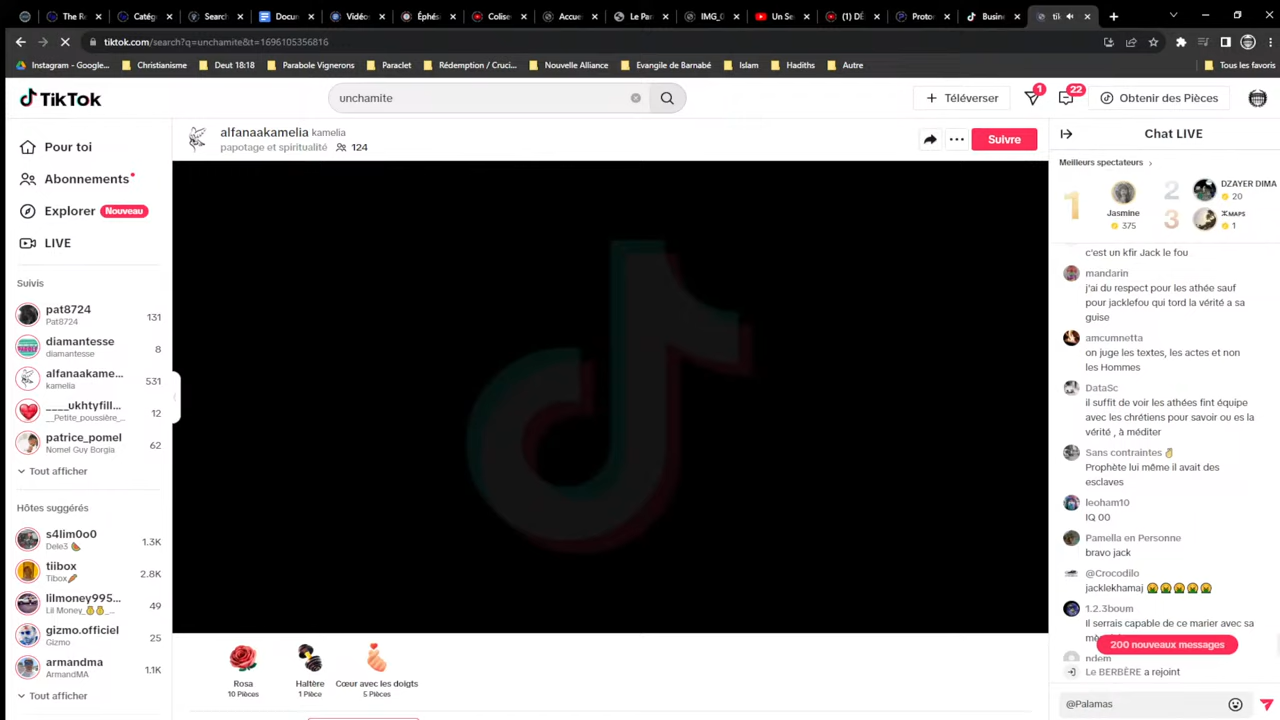 The R
Catég
Search
Docum
Vidéo
Éphés
Colise
Accue
Le Par
IMG_0
Un Se
(1) DÉ
Protor
Busine
tik
tiktok.com/search?q=unchamite&t=1696105356816
Instagram - Google...
Christianisme
Deut 18:18
Parabole Vignerons
Paraclet
Rédemption / Cruci...
Nouvelle Alliance
Evangile de Barnabé
Islam
Hadiths
Autre
Tous les favoris
TikTok
unchamite
Téléverser
1
22
Obtenir des Pièces
Pour toi
Abonnements
Explorer Nouveau
LIVE
Suivis
pat8724
Pat8724
131
diamantesse
diamantesse
8
alfanaakame...
kamelia
531
____ukhtyfill...
_Petite_poussière_...
12
patrice_pomel
Nomel Guy Borgia
62
Tout afficher
Hôtes suggérés
s4lim0o0
Dele3 🍉
1.3K
tiibox
Tibox🥕
2.8K
lilmoney995...
Lil Money_
49
gizmo.officiel
Gizmo
25
armandma
ArmandMA
1.1K
Tout afficher
alfanaakamelia kamelia
papotage et spiritualité 124
Suivre
Rosa
10 Pièces
Haltère
1 Pièce
Cœur avec les doigts
5 Pièces
Chat LIVE
Meilleurs spectateurs
1
Jasmine
375
2
DZAYER DIMA
20
3
ӜMAPS
1
c'est un kfir Jack le fou
mandarin
j'ai du respect pour les athée sauf
pour jacklefou qui tord la vérité a sa
guise
amcumnetta
on juge les textes, les actes et non
les Hommes
DataSc
il suffit de voir les athées fint équipe
avec les chrétiens pour savoir ou es la
vérité , à méditer
Sans contraintes
Prophète lui même il avait des
esclaves
leoham10
IQ 00
Pamella en Personne
bravo jack
@Crocodilo
jacklekhamaj 🤮🤮🤮🤮🤮
1.2.3boum
Il serrais capable de ce marier avec sa
200 nouveaux messages
ndem
Le BERBÈRE a rejoint
@Palamas